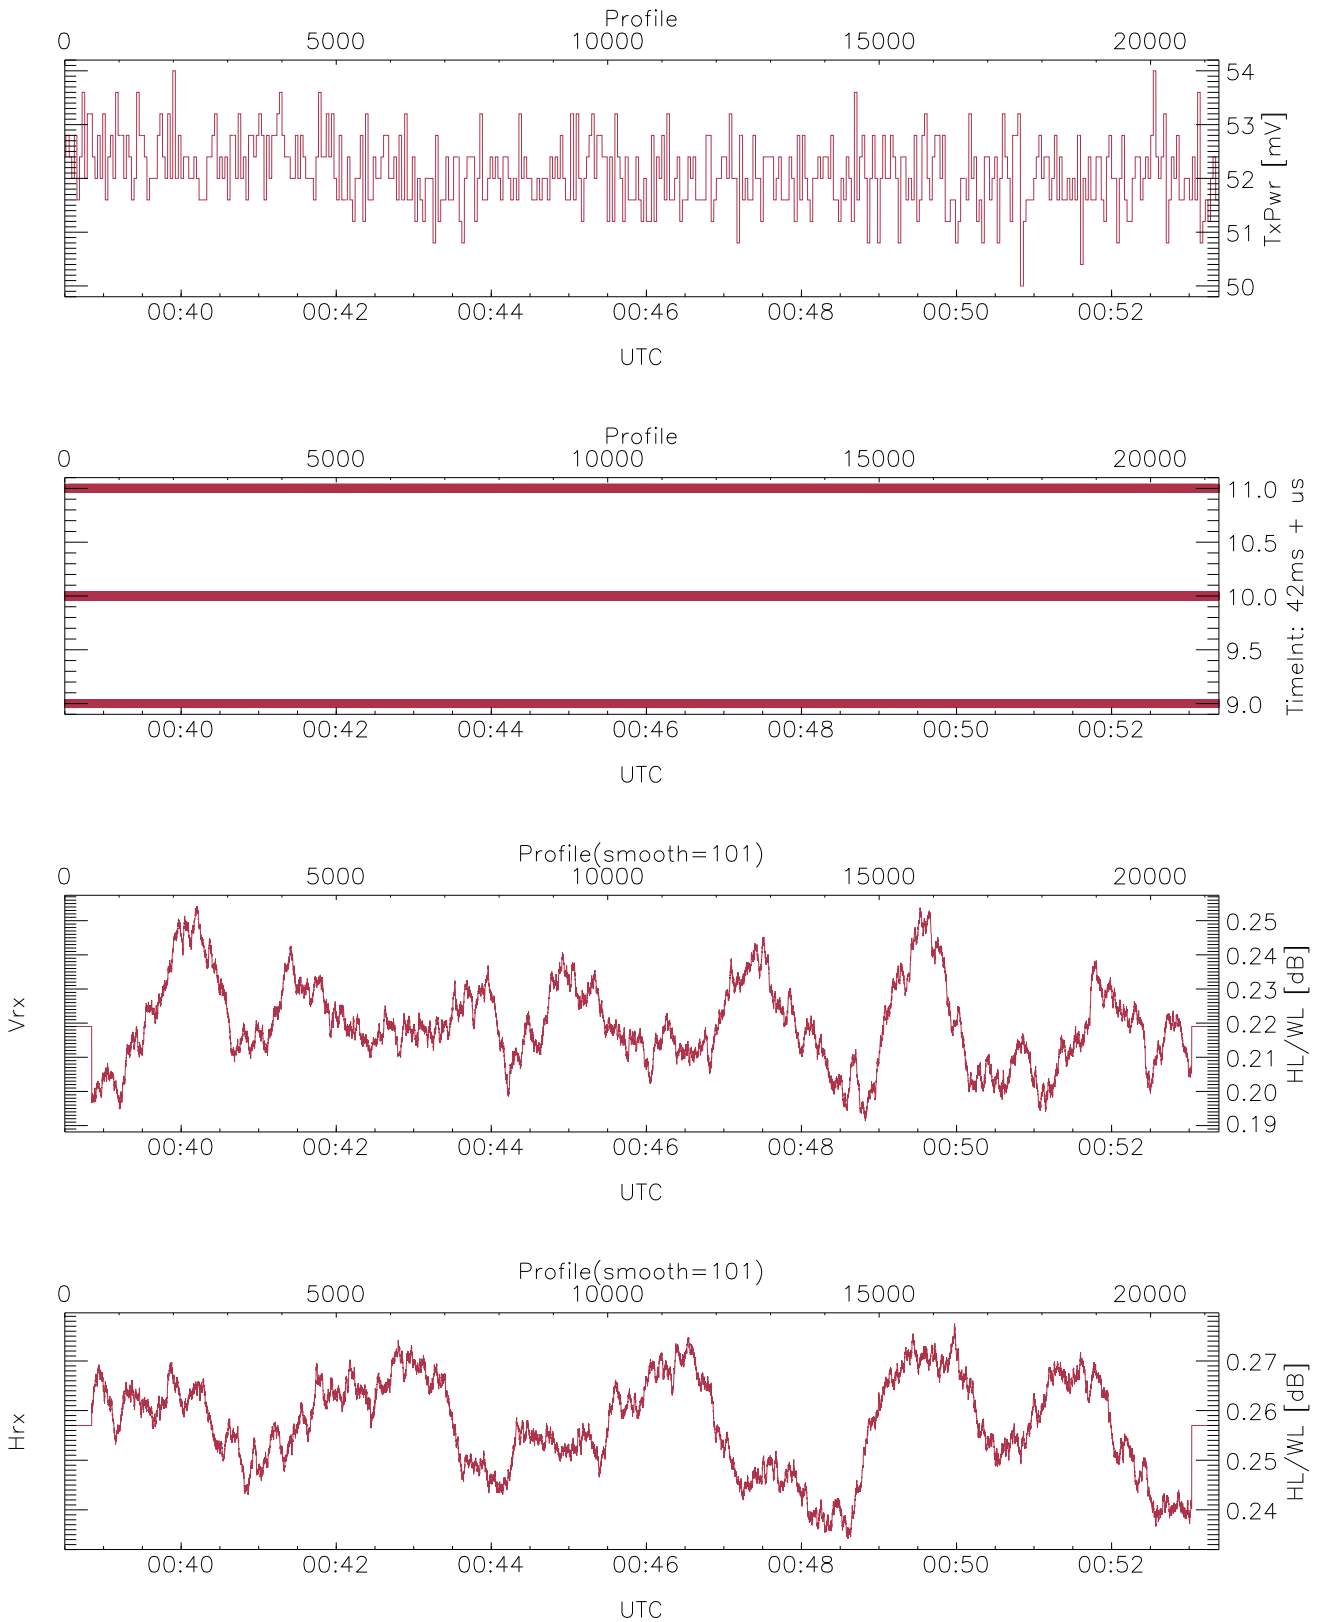 Profile
0 5000 10000 15000 20000
54
53
52
51
50
TxPwr [mV]
00:40 00:42 00:44 00:46 00:48 00:50 00:52
UTC
Profile
0 5000 10000 15000 20000
11.0
10.5
10.0
9.5
9.0
TimeInt: 42ms + us
00:40 00:42 00:44 00:46 00:48 00:50 00:52
UTC
Profile(smooth=101)
0 5000 10000 15000 20000
Vrx
0.25
0.24
0.23
0.22
0.21
0.20
0.19
HL/WL [dB]
00:40 00:42 00:44 00:46 00:48 00:50 00:52
UTC
Profile(smooth=101)
0 5000 10000 15000 20000
Hrx
0.27
0.26
0.25
0.24
HL/WL [dB]
00:40 00:42 00:44 00:46 00:48 00:50 00:52
UTC